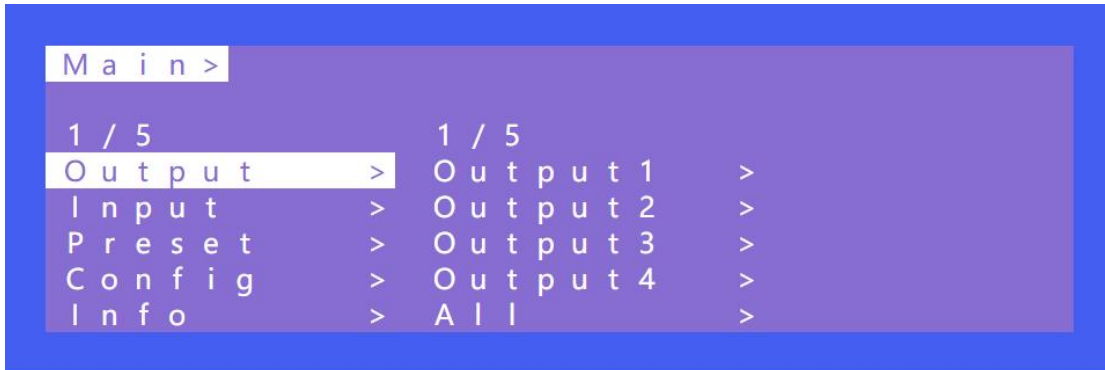 Main>
1/5 1/5
Output > Output1 >
Input > Output2 >
Preset > Output3 >
Config > Output4 >
Info > All >